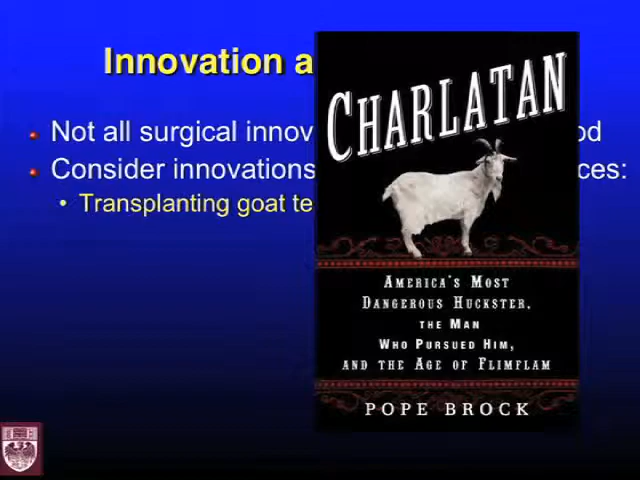 Innovation a
Not all surgical innov
od
Consider innovations
ces:
• Transplanting goat te
CHARLATAN
AMERICA'S MOST
DANGEROUS HUCKSTER,
THE MAN
WHO PURSUED HIM,
AND THE AGE OF FLIMFLAM
POPE BROCK